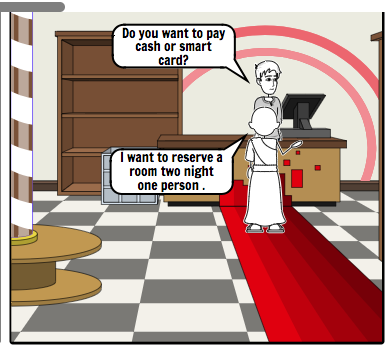 Do you want to pay
cash or smart
card?
I want to reserve a
room two night
one person .